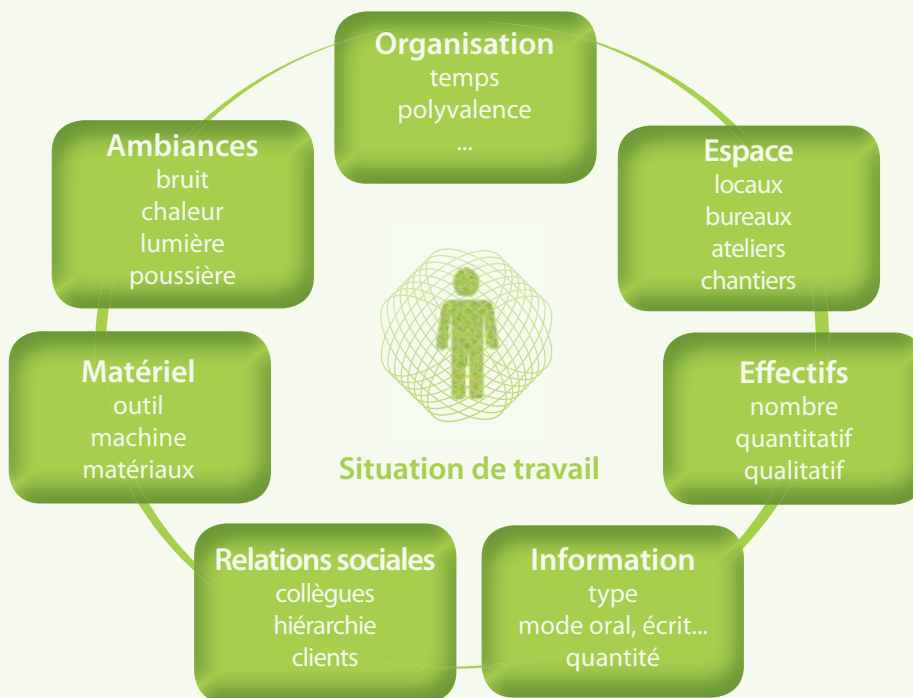 Organisation
temps
polyvalence
...
Ambiances
bruit
chaleur
lumière
poussière
Espace
locaux
bureaux
ateliers
chantiers
Matériel
outil
machine
matériaux
Effectifs
nombre
quantitatif
qualitatif
Situation de travail
Relations sociales
collègues
hiérarchie
clients
Information
type
mode oral, écrit...
quantité